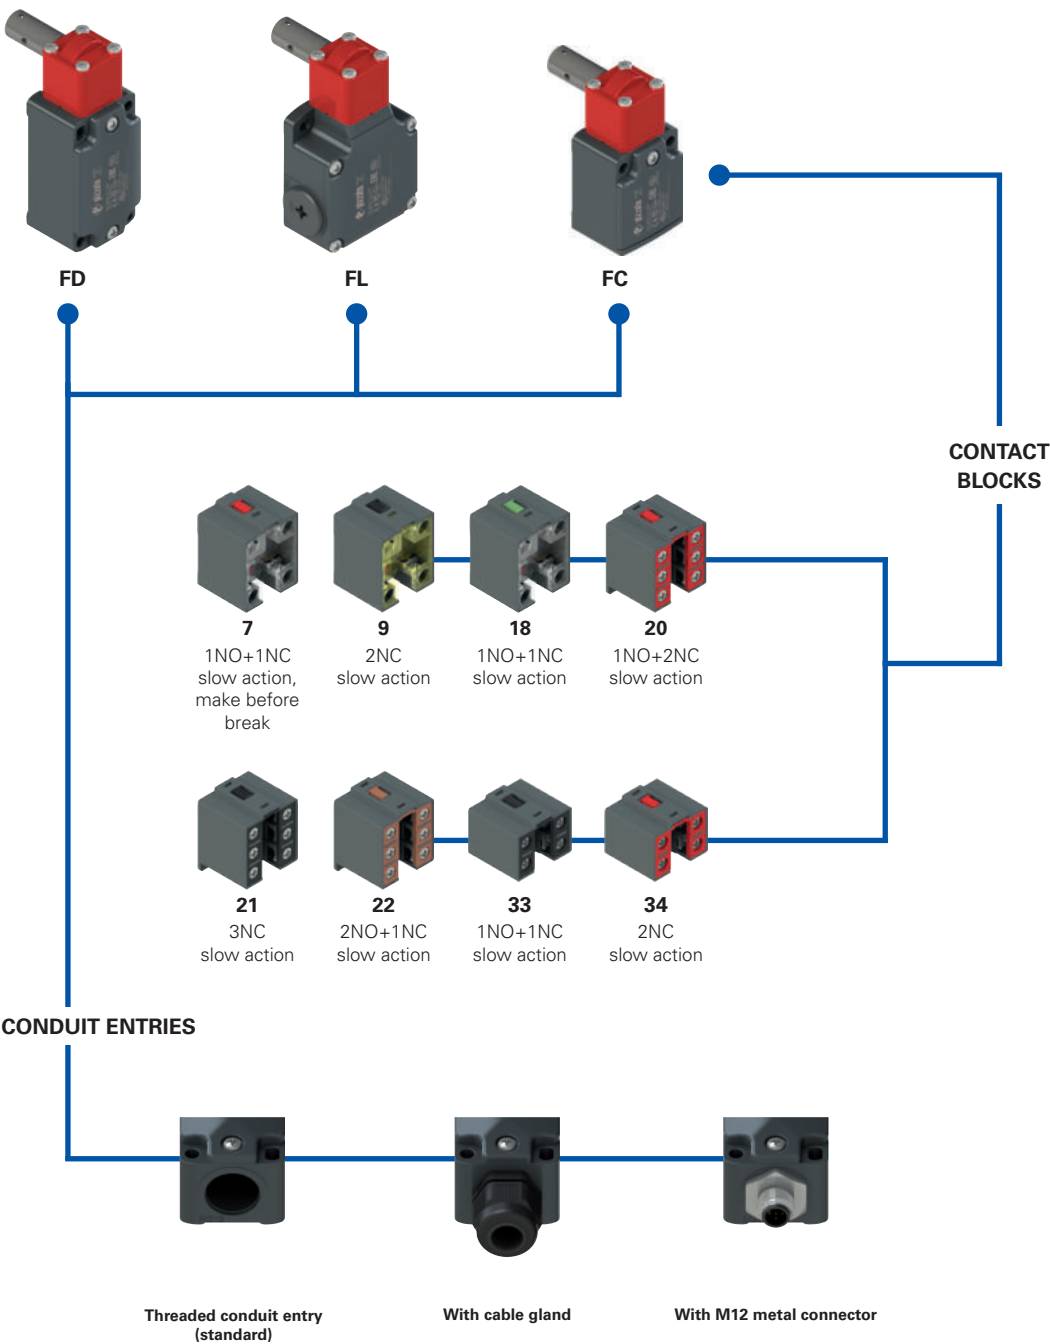 FD
FL
FC
CONTACT
BLOCKS
7
1NO+1NC
slow action,
make before
break
9
2NC
slow action
18
1NO+1NC
slow action
20
1NO+2NC
slow action
21
3NC
slow action
22
2NO+1NC
slow action
33
1NO+1NC
slow action
34
2NC
slow action
CONDUIT ENTRIES
Threaded conduit entry
(standard)
With cable gland
With M12 metal connector